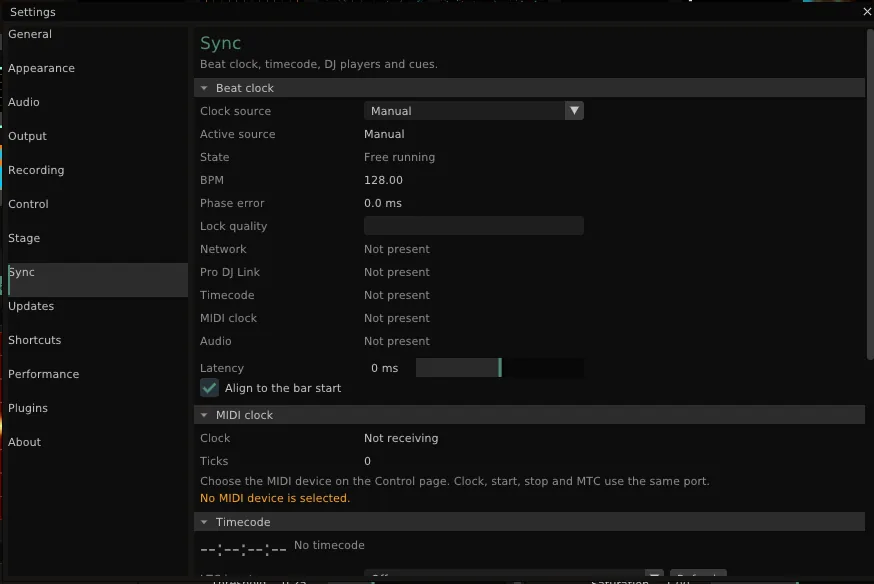 Settings
General
Appearance
Audio
Output
Recording
Control
Stage
Sync
Updates
Shortcuts
Performance
Plugins
About
Sync
Beat clock, timecode, DJ players and cues.
Beat clock
Clock source Manual
Active source Manual
State Free running
BPM 128.00
Phase error 0.0 ms
Lock quality
Network Not present
Pro DJ Link Not present
Timecode Not present
MIDI clock Not present
Audio Not present
Latency 0 ms
Align to the bar start
MIDI clock
Clock Not receiving
Ticks 0
Choose the MIDI device on the Control page. Clock, start, stop and MTC use the same port.
No MIDI device is selected.
Timecode
--:--:--:-- No timecode